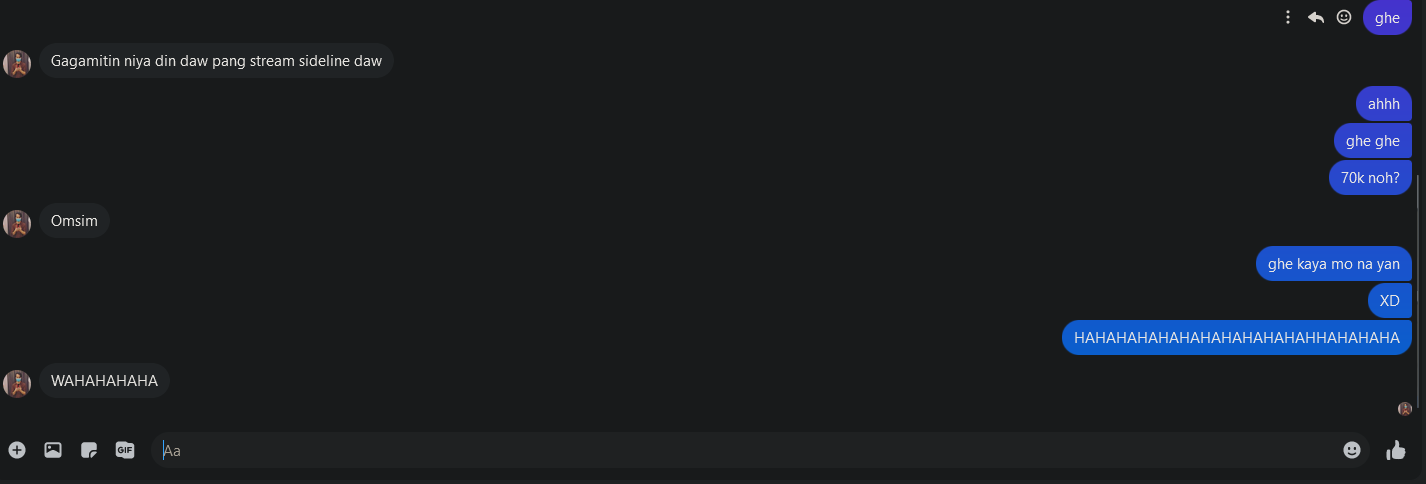 ghe
Gagamitin niya din daw pang stream sideline daw
ahhh
ghe ghe
70k noh?
Omsim
ghe kaya mo na yan
XD
HAHAHAHAHAHAHAHAHAHAHAHHAHAHAHA
WAHAHAHAHA
GIF
Aa